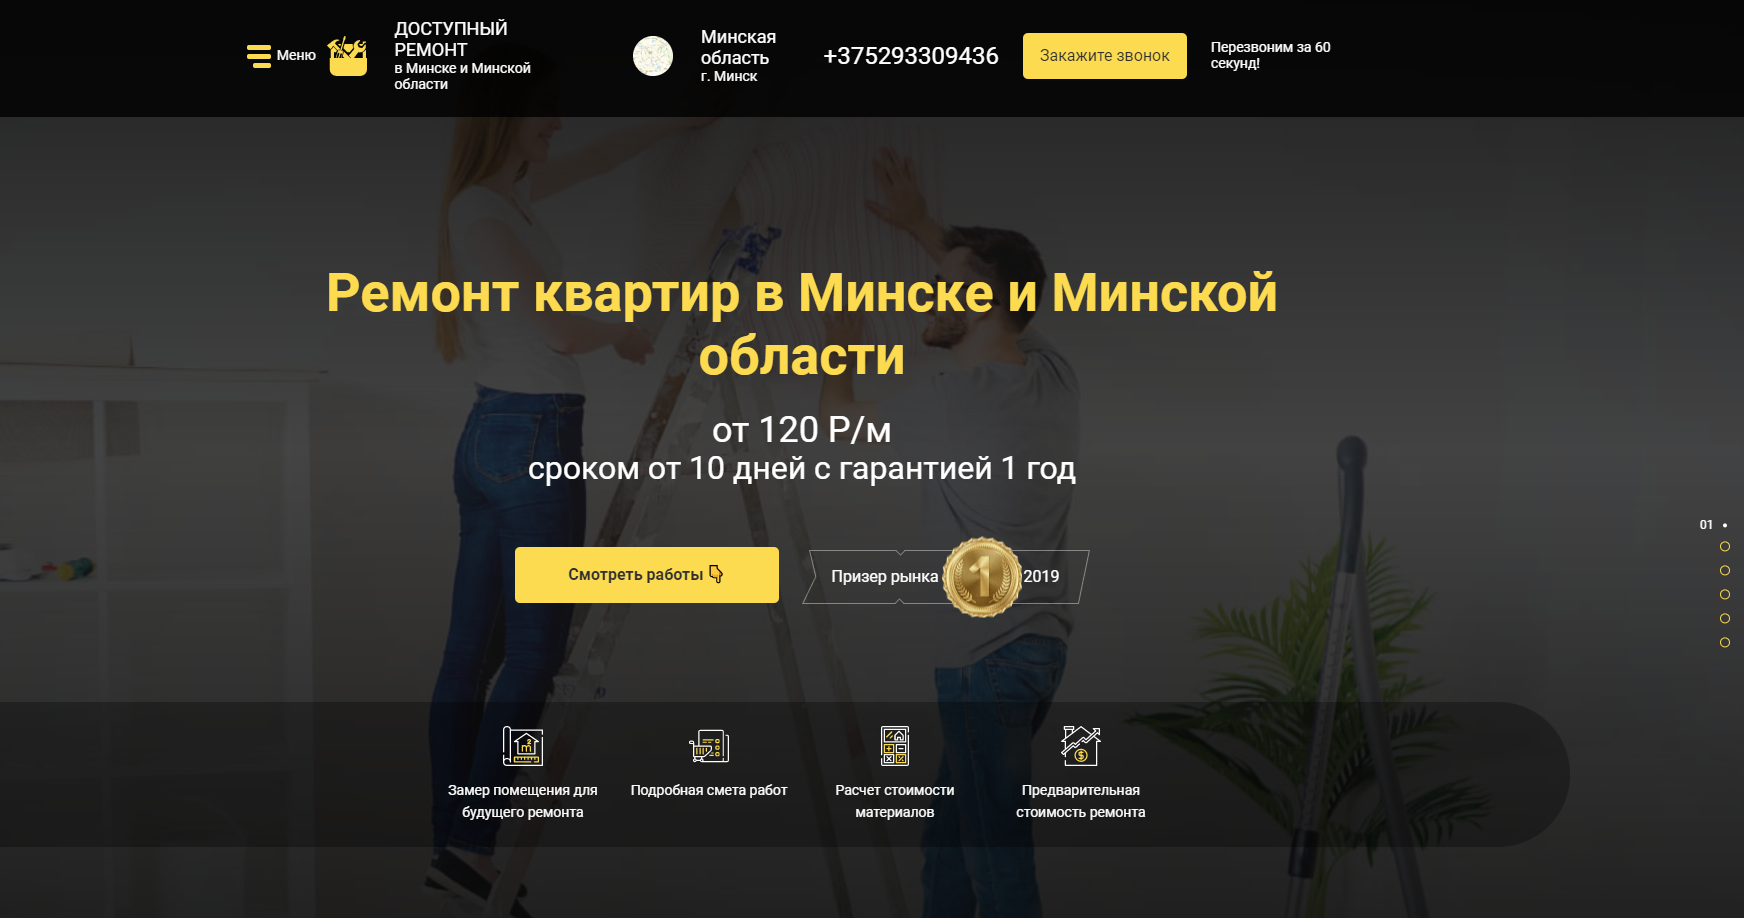 Меню
ДОСТУПНЫЙ
РЕМОНТ
в Минске и Минской
области
Минская
область
г. Минск
+375293309436
Закажите звонок
Перезвоним за 60
секунд!
Ремонт квартир в Минске и Минской
области
от 120 Р/м
сроком от 10 дней с гарантией 1 год
01
Смотреть работы
Призер рынка 1 2019
Замер помещения для
будущего ремонта
Подробная смета работ
Расчет стоимости
материалов
Предварительная
стоимость ремонта